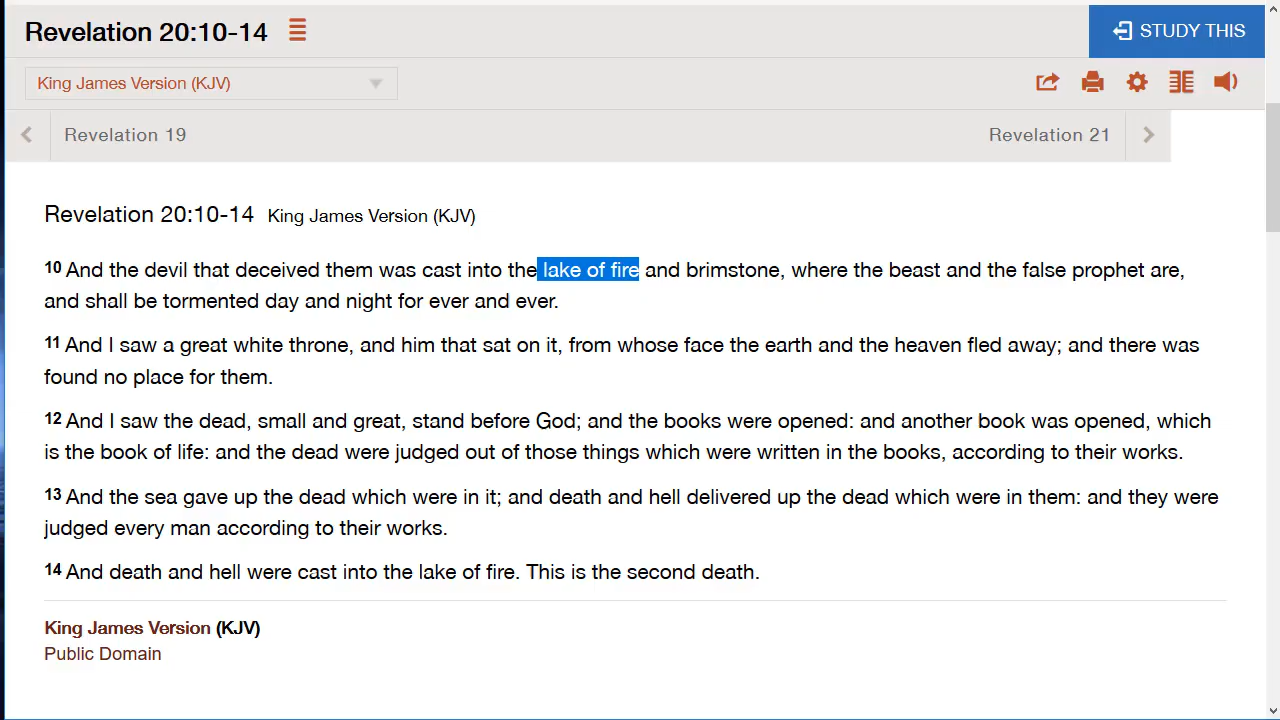 Revelation 20:10-14
STUDY THIS
King James Version (KJV)
Revelation 19
Revelation 21
Revelation 20:10-14 King James Version (KJV)
10 And the devil that deceived them was cast into the lake of fire and brimstone, where the beast and the false prophet are,
and shall be tormented day and night for ever and ever.
11 And I saw a great white throne, and him that sat on it, from whose face the earth and the heaven fled away; and there was
found no place for them.
12 And I saw the dead, small and great, stand before God; and the books were opened: and another book was opened, which
is the book of life: and the dead were judged out of those things which were written in the books, according to their works.
13 And the sea gave up the dead which were in it; and death and hell delivered up the dead which were in them: and they were
judged every man according to their works.
14 And death and hell were cast into the lake of fire. This is the second death.
King James Version (KJV)
Public Domain